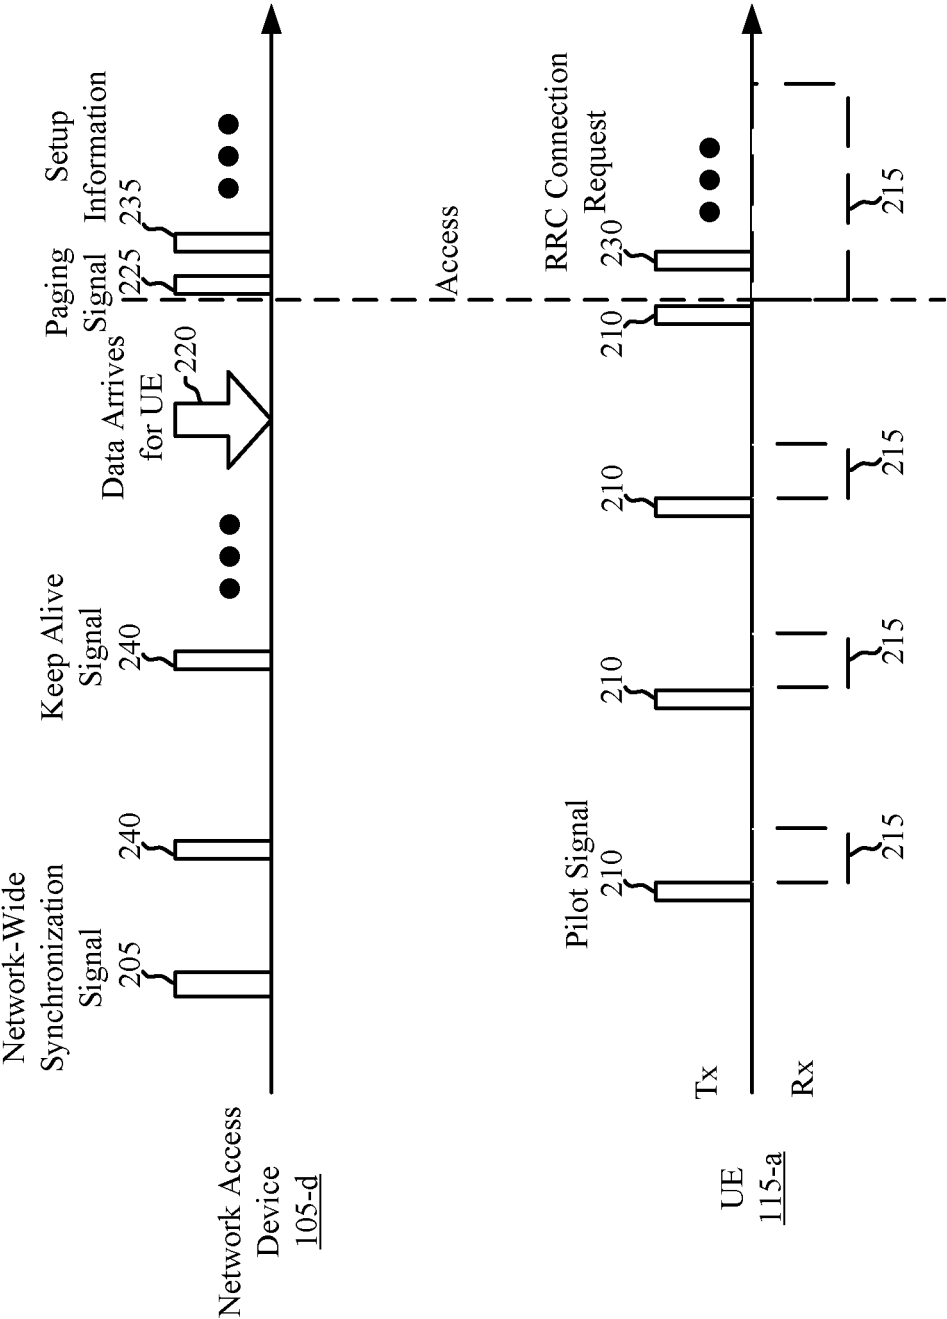 Network-Wide
Synchronization
Signal
205
240
Keep Alive
Signal
240
Data Arrives
for UE
220
Paging
Signal
225
Setup
Information
235
Network Access
Device
105-d
Access
Pilot Signal
210
210
210
210
RRC Connection
Request
230
Tx
Rx
UE
115-a
215
215
215
215